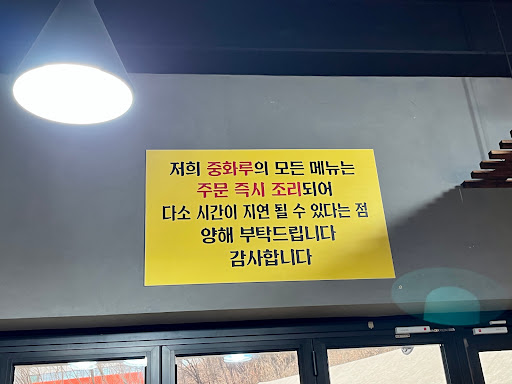 저희 중화루의 모든 메뉴는
주문 즉시 조리되어
다소 시간이 지연 될 수 있다는 점
양해 부탁드립니다
감사합니다